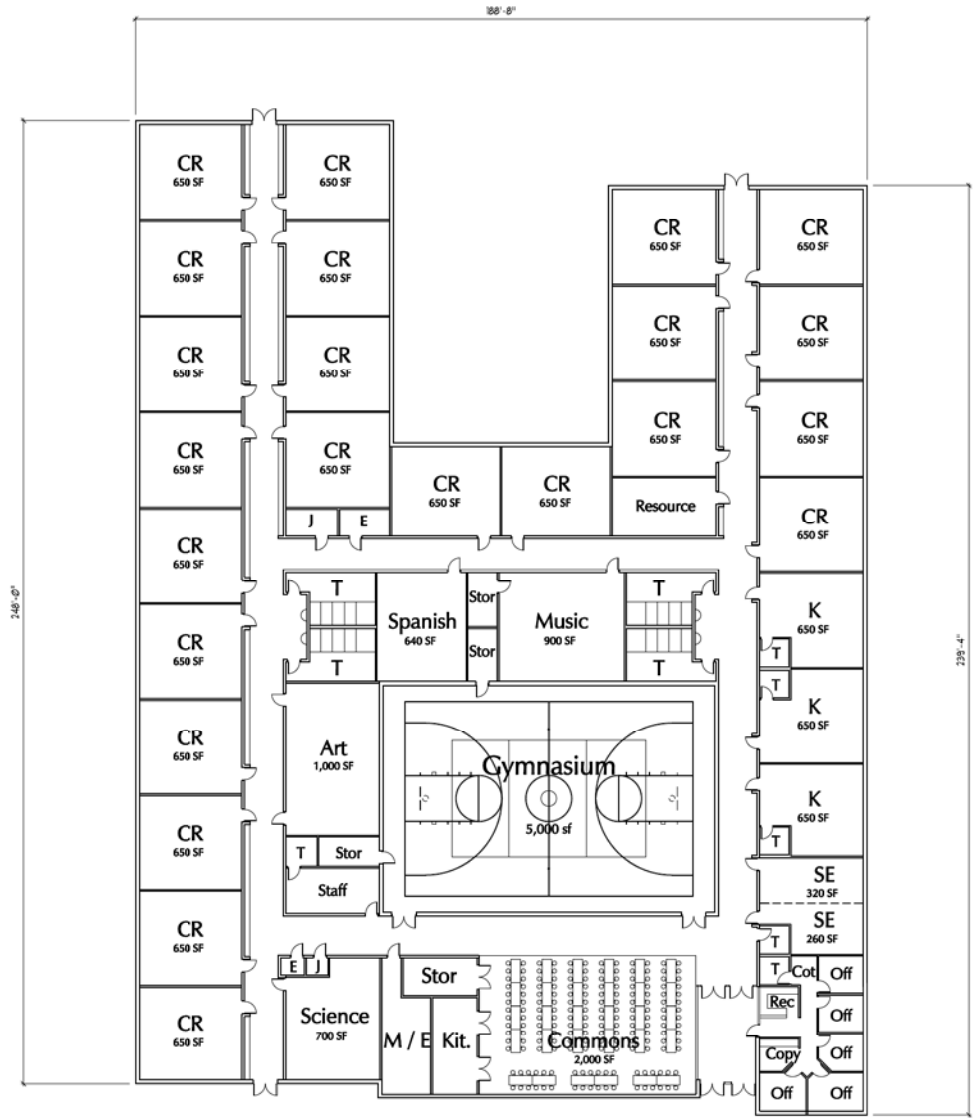 188'-8"
248'-0"
239'-4"
CR
650 SF
CR
650 SF
CR
650 SF
CR
650 SF
CR
650 SF
CR
650 SF
CR
650 SF
CR
650 SF
CR
650 SF
CR
650 SF
CR
650 SF
CR
650 SF
CR
650 SF
CR
650 SF
J
E
CR
650 SF
CR
650 SF
CR
650 SF
CR
650 SF
CR
650 SF
Resource
CR
650 SF
CR
650 SF
CR
650 SF
CR
650 SF
K
650 SF
T
T
K
650 SF
K
650 SF
T
SE
320 SF
SE
260 SF
T
T
Cot
Off
Rec
Off
Copy
Off
Off
Off
T
T
Spanish
640 SF
Stor
Stor
Music
900 SF
T
T
Art
1,000 SF
Gymnasium
5,000 sf
T
Stor
Staff
E
J
Science
700 SF
Stor
M / E
Kit.
Commons
2,000 SF